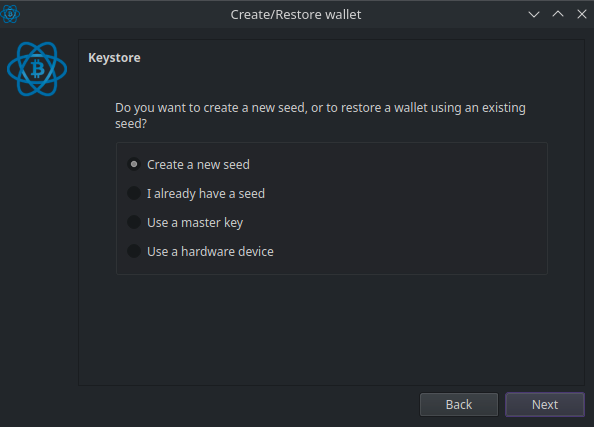 Create/Restore wallet
Keystore
Do you want to create a new seed, or to restore a wallet using an existing
seed?
Create a new seed
I already have a seed
Use a master key
Use a hardware device
Back
Next